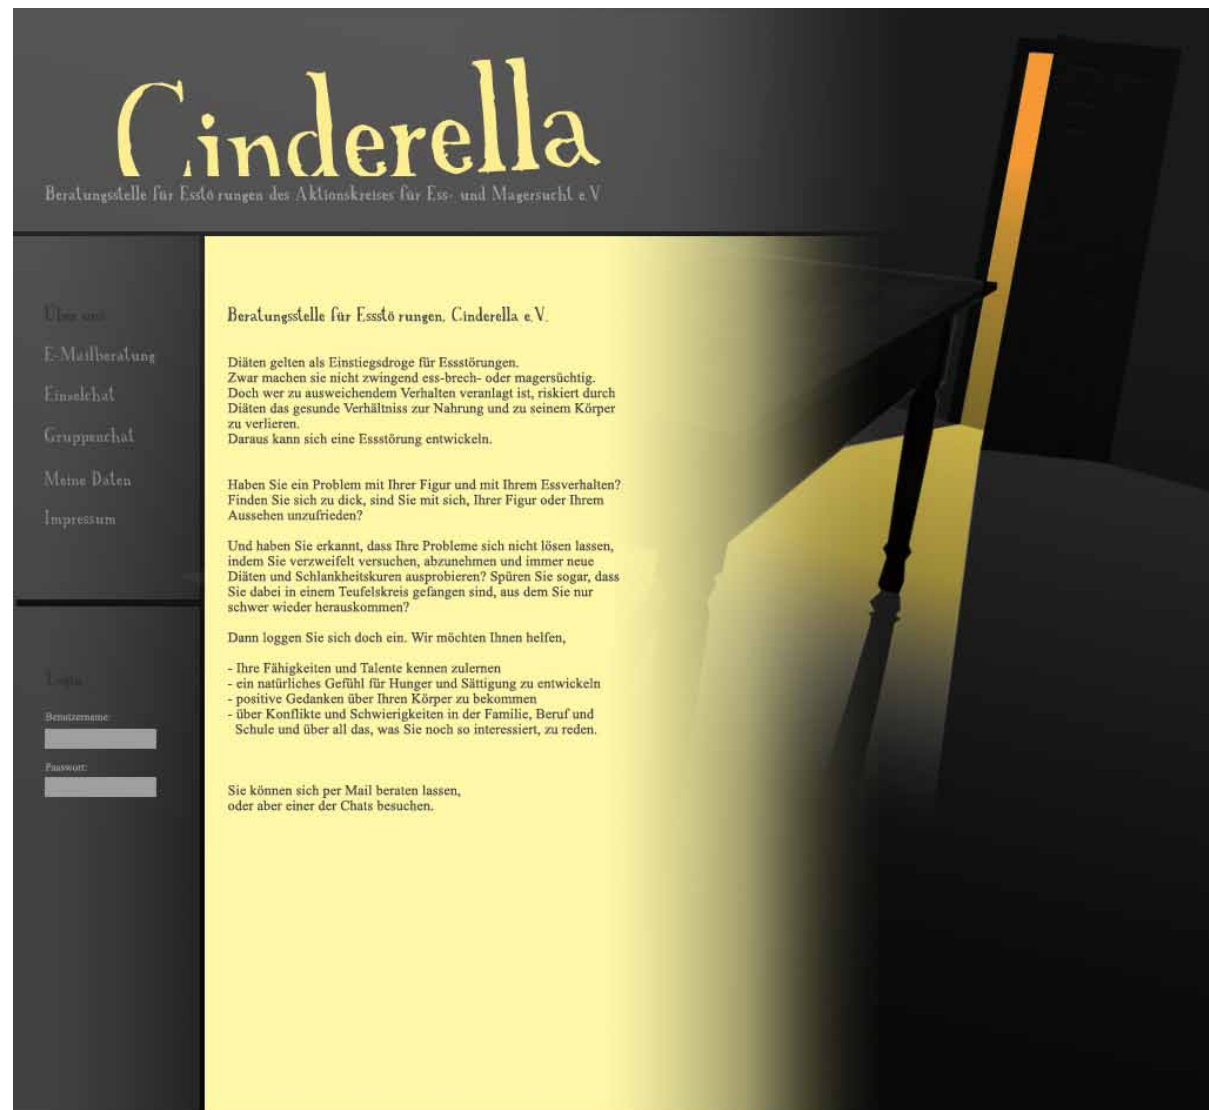 Cinderella
Beratungsstelle für Esstö rungen des Aktionskreises für Ess- und Magersucht e.V
Über uns
E-Mailberatung
Einzelchat
Gruppenchat
Meine Daten
Impressum
Login
Benutzername:
Passwort:
Beratungsstelle für Essstö rungen, Cinderella e.V.
Diäten gelten als Einstiegsdroge für Essstörungen.
Zwar machen sie nicht zwingend ess-brech- oder magersüchtig.
Doch wer zu ausweichendem Verhalten veranlagt ist, riskiert durch
Diäten das gesunde Verhältniss zur Nahrung und zu seinem Körper
zu verlieren.
Daraus kann sich eine Essstörung entwickeln.
Haben Sie ein Problem mit Ihrer Figur und mit Ihrem Essverhalten?
Finden Sie sich zu dick, sind Sie mit sich, Ihrer Figur oder Ihrem
Aussehen unzufrieden?
Und haben Sie erkannt, dass Ihre Probleme sich nicht lösen lassen,
indem Sie verzweifelt versuchen, abzunehmen und immer neue
Diäten und Schlankheitskuren ausprobieren? Spüren Sie sogar, dass
Sie dabei in einem Teufelskreis gefangen sind, aus dem Sie nur
schwer wieder herauskommen?
Dann loggen Sie sich doch ein. Wir möchten Ihnen helfen,
- Ihre Fähigkeiten und Talente kennen zulernen
- ein natürliches Gefühl für Hunger und Sättigung zu entwickeln
- positive Gedanken über Ihren Körper zu bekommen
- über Konflikte und Schwierigkeiten in der Familie, Beruf und
Schule und über all das, was Sie noch so interessiert, zu reden.
Sie können sich per Mail beraten lassen,
oder aber einer der Chats besuchen.